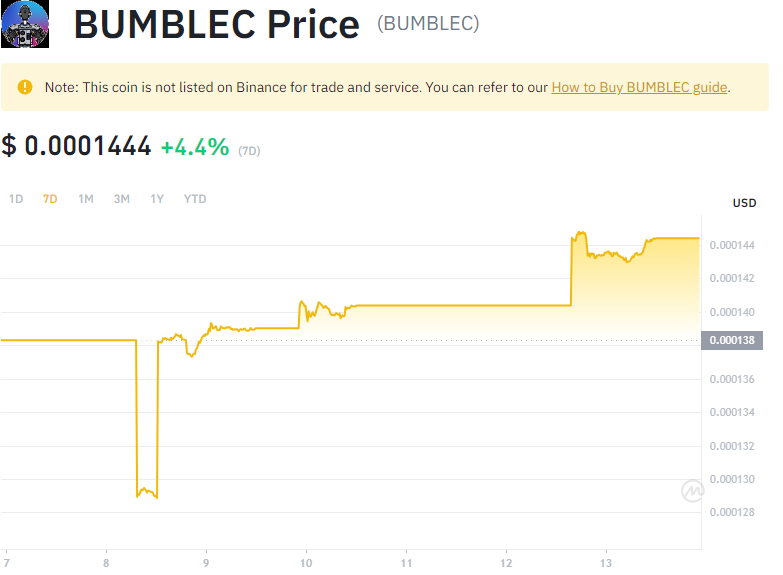 BUMBLEC Price (BUMBLEC)
Note: This coin is not listed on Binance for trade and service. You can refer to our How to Buy BUMBLEC guide.
$ 0.0001444 +4.4% (7D)
1D 7D 1M 3M 1Y YTD
USD
0.000144
0.000142
0.000140
0.000138
0.000136
0.000134
0.000132
0.000130
0.000128
7 8 9 10 11 12 13